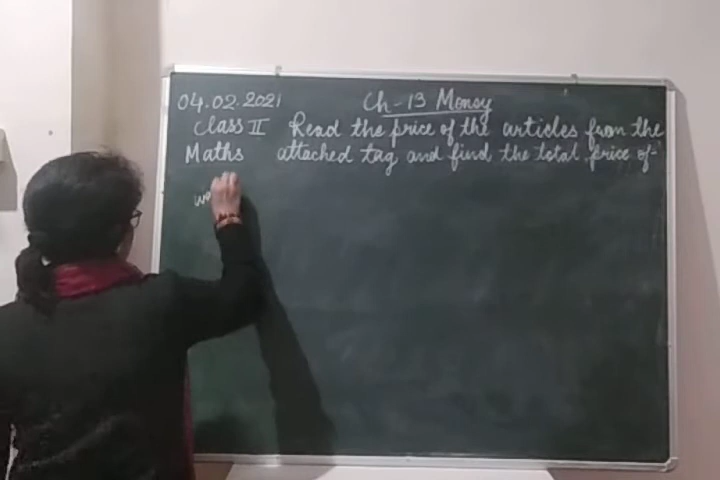 04.02.2021 Ch-13 Money
Class II Read the price of the articles from the
Maths attached tag and find the total price of-